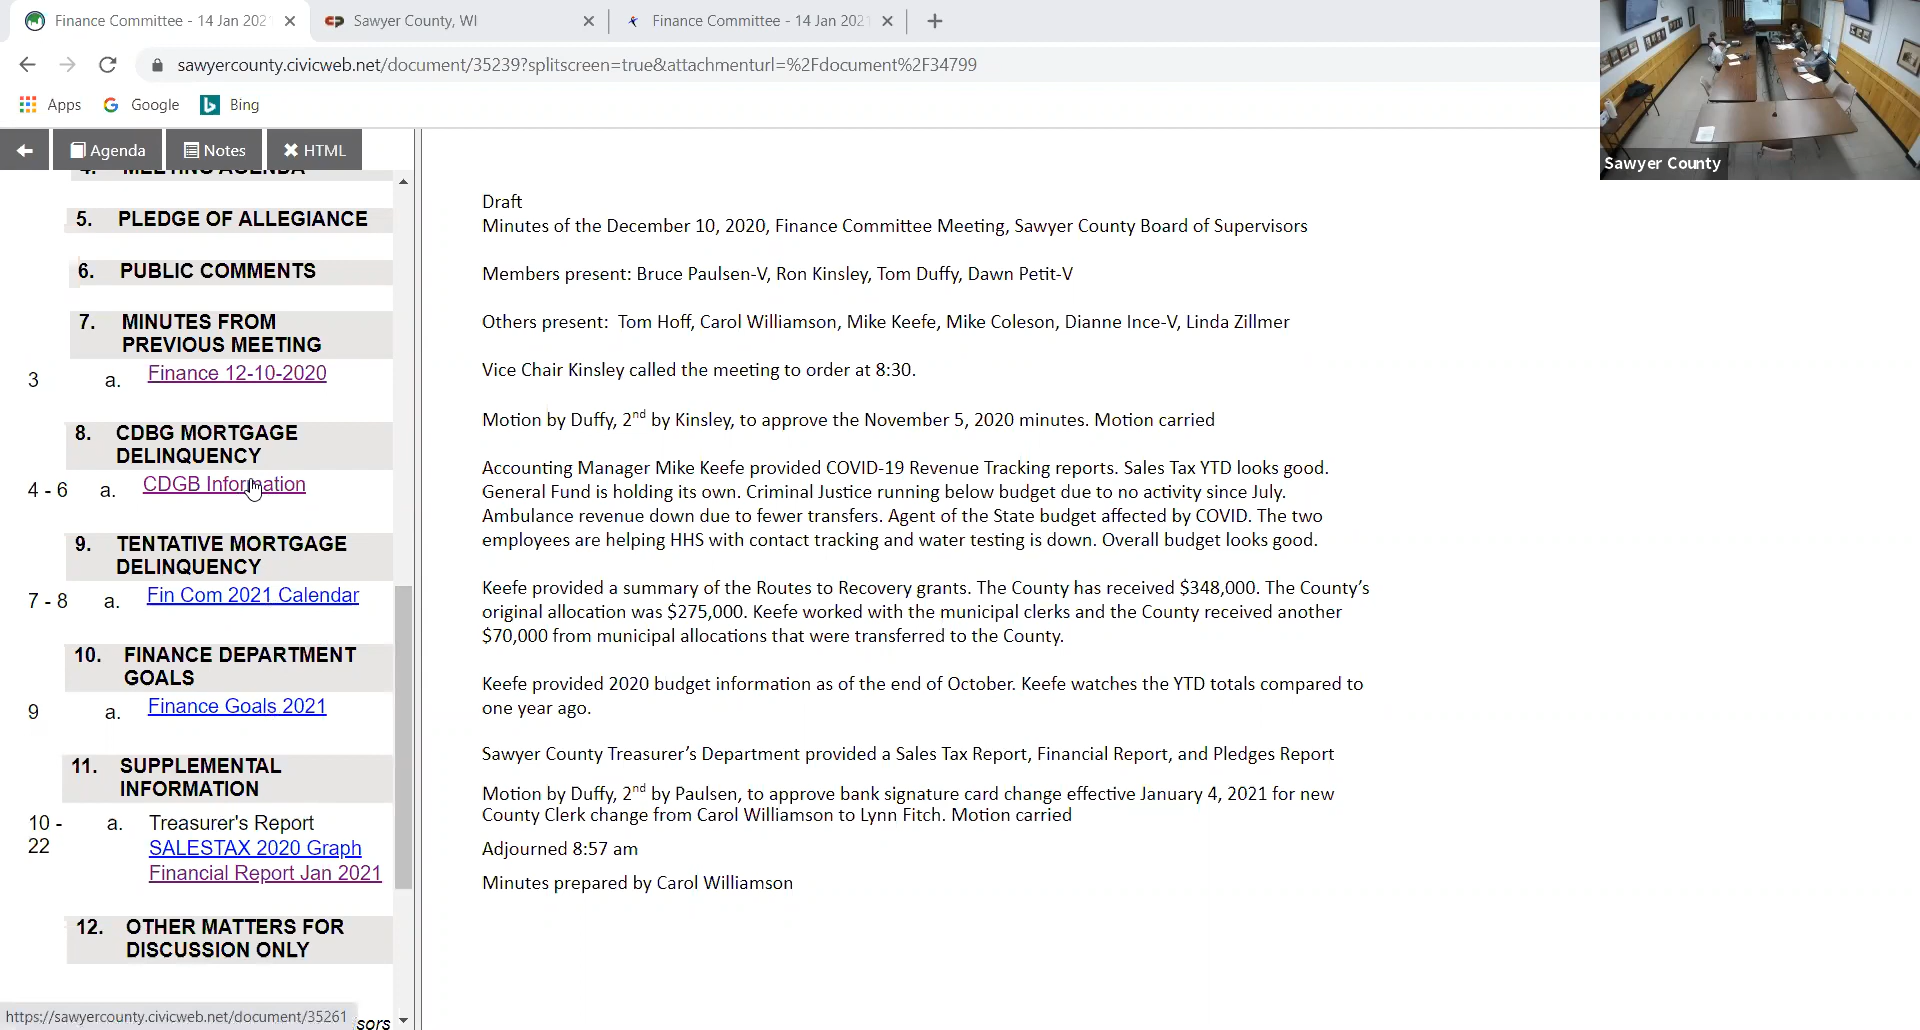 Finance Committee - 14 Jan 202
Sawyer County, WI
Finance Committee - 14 Jan 2021
sawyercounty.civicweb.net/document/35239?splitscreen=true&attachmenturl=%2Fdocument%2F34799
Apps Google Bing
Sawyer County
Agenda Notes HTML
4. MEETING AGENDA
5. PLEDGE OF ALLEGIANCE
6. PUBLIC COMMENTS
7. MINUTES FROM
PREVIOUS MEETING
3 a. Finance 12-10-2020
8. CDBG MORTGAGE
DELINQUENCY
4 - 6 a. CDGB Information
9. TENTATIVE MORTGAGE
DELINQUENCY
7 - 8 a. Fin Com 2021 Calendar
10. FINANCE DEPARTMENT
GOALS
9 a. Finance Goals 2021
11. SUPPLEMENTAL
INFORMATION
10 - a. Treasurer's Report
22 SALESTAX 2020 Graph
Financial Report Jan 2021
12. OTHER MATTERS FOR
DISCUSSION ONLY
sors
https://sawyercounty.civicweb.net/document/35261
Draft
Minutes of the December 10, 2020, Finance Committee Meeting, Sawyer County Board of Supervisors
Members present: Bruce Paulsen-V, Ron Kinsley, Tom Duffy, Dawn Petit-V
Others present: Tom Hoff, Carol Williamson, Mike Keefe, Mike Coleson, Dianne Ince-V, Linda Zillmer
Vice Chair Kinsley called the meeting to order at 8:30.
Motion by Duffy, 2nd by Kinsley, to approve the November 5, 2020 minutes. Motion carried
Accounting Manager Mike Keefe provided COVID-19 Revenue Tracking reports. Sales Tax YTD looks good.
General Fund is holding its own. Criminal Justice running below budget due to no activity since July.
Ambulance revenue down due to fewer transfers. Agent of the State budget affected by COVID. The two
employees are helping HHS with contact tracking and water testing is down. Overall budget looks good.
Keefe provided a summary of the Routes to Recovery grants. The County has received $348,000. The County’s
original allocation was $275,000. Keefe worked with the municipal clerks and the County received another
$70,000 from municipal allocations that were transferred to the County.
Keefe provided 2020 budget information as of the end of October. Keefe watches the YTD totals compared to
one year ago.
Sawyer County Treasurer’s Department provided a Sales Tax Report, Financial Report, and Pledges Report
Motion by Duffy, 2nd by Paulsen, to approve bank signature card change effective January 4, 2021 for new
County Clerk change from Carol Williamson to Lynn Fitch. Motion carried
Adjourned 8:57 am
Minutes prepared by Carol Williamson